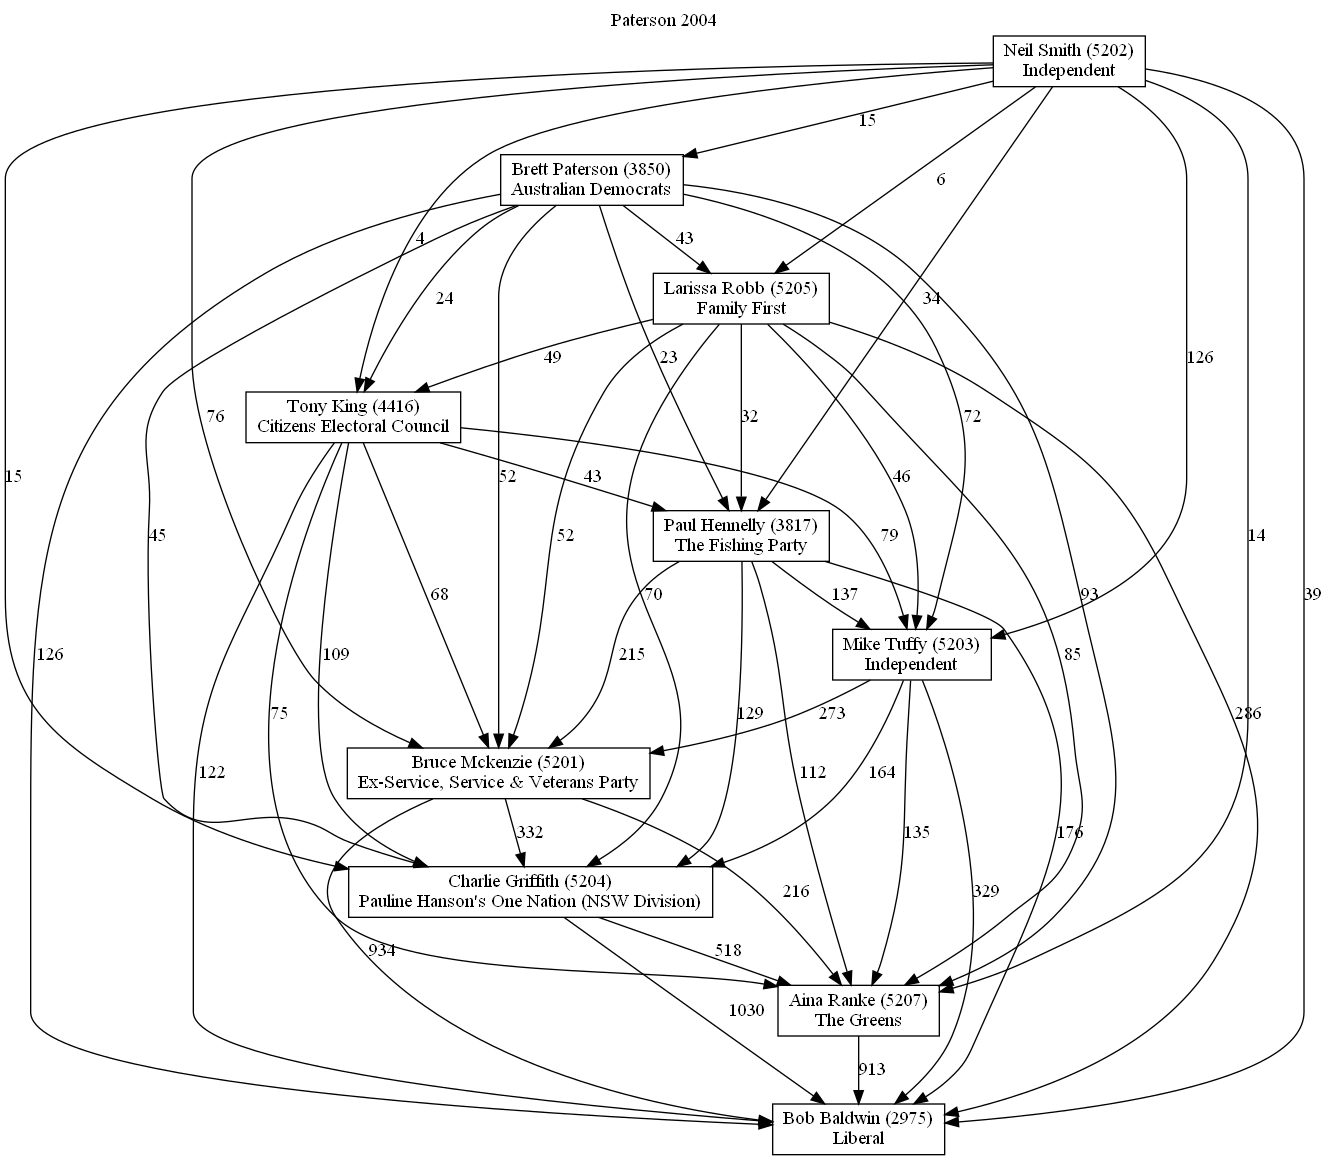 Paterson 2004
Neil Smith (5202)
Independent
15
Brett Paterson (3850)
Australian Democrats
6
4
43
24
Larissa Robb (5205)
Family First
34
49
23
126
Tony King (4416)
Citizens Electoral Council
76
32
72
15
52
43
46
45
52
79
14
Paul Hennelly (3817)
The Fishing Party
68
70
137
93
39
126
109
215
Mike Tuffy (5203)
Independent
85
75
129
273
286
122
Bruce Mckenzie (5201)
Ex-Service, Service & Veterans Party
112
164
332
135
176
Charlie Griffith (5204)
Pauline Hanson's One Nation (NSW Division)
216
329
934
518
1030
Aina Ranke (5207)
The Greens
913
Bob Baldwin (2975)
Liberal